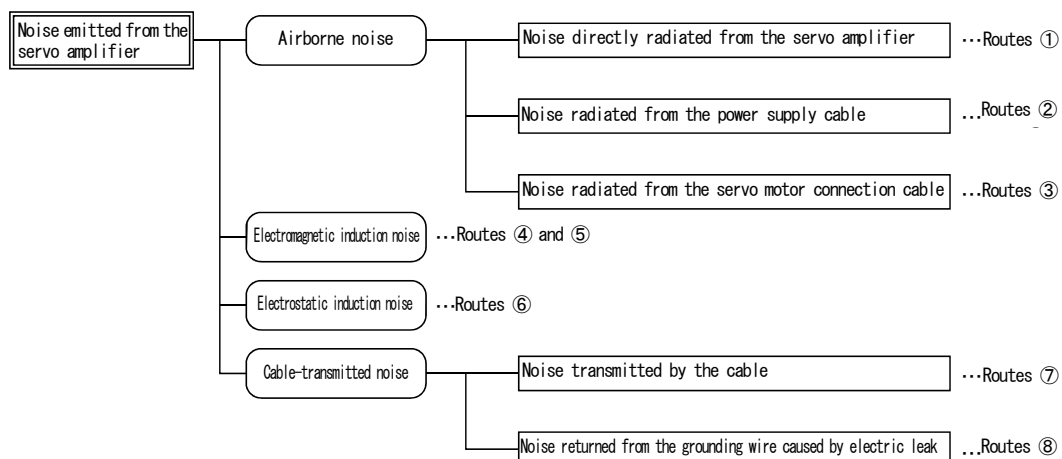 Noise emitted from the
servo amplifier
Airborne noise
Noise directly radiated from the servo amplifier
…Routes ①
Noise radiated from the power supply cable
…Routes ②
Noise radiated from the servo motor connection cable
…Routes ③
Electromagnetic induction noise
…Routes ④ and ⑤
Electrostatic induction noise
…Routes ⑥
Cable-transmitted noise
Noise transmitted by the cable
…Routes ⑦
Noise returned from the grounding wire caused by electric leak
…Routes ⑧